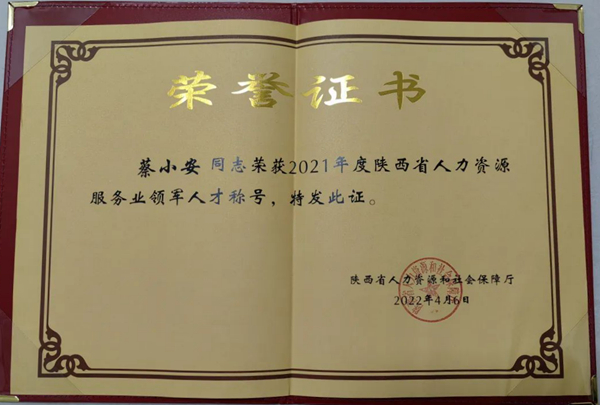 荣誉证书
蔡小安 同志荣获2021年度陕西省人力资源
服务业领军人才称号，特发此证。
陕西省人力资源和社会保障厅
2022年4月6日